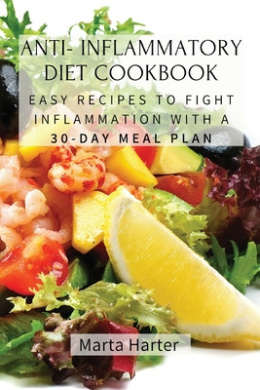 ANTI- INFLAMMATORY
DIET COOKBOOK
EASY RECIPES TO FIGHT
INFLAMMATION WITH A
30-DAY MEAL PLAN
Marta Harter